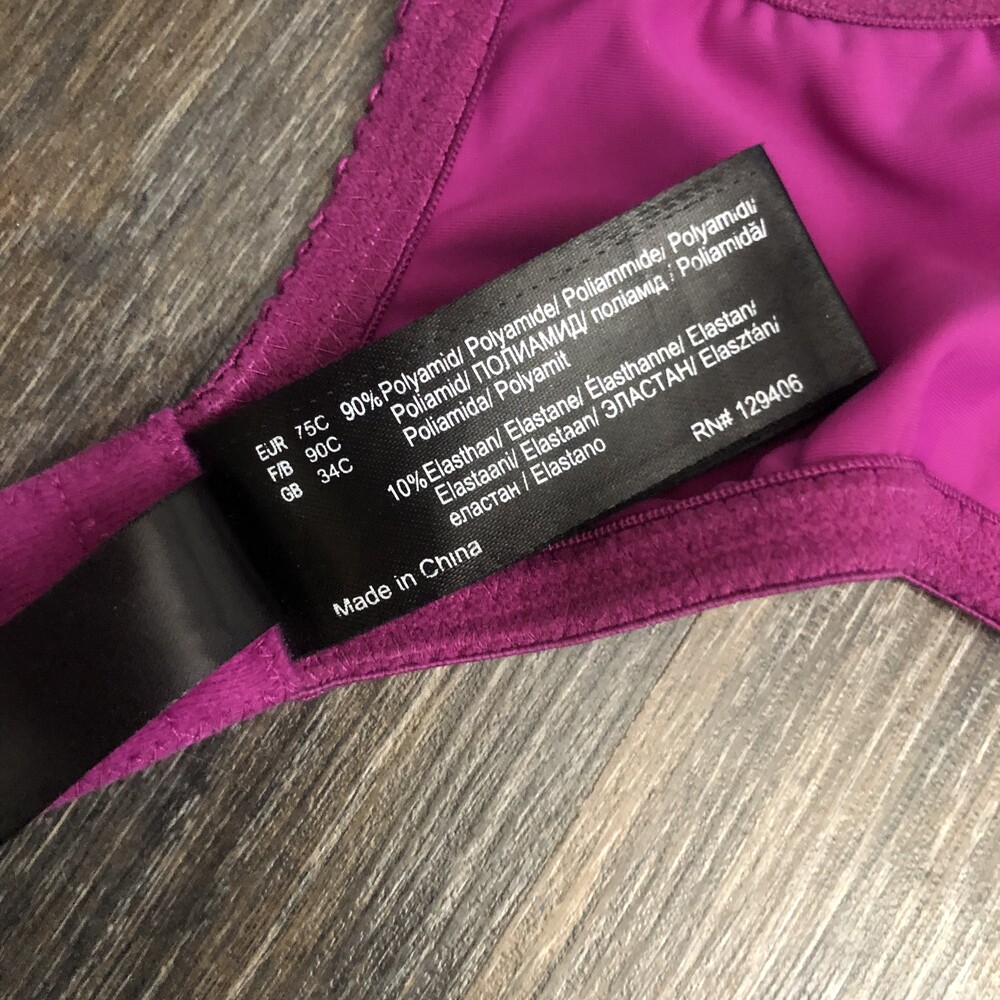 EUR 75C
F/B 90C
GB 34C
90% Polyamid/ Polyamide/ Poliammide/ Polyamidi/
Poliamid/ ПОЛИАМИД/ поліамід / Poliamidă/
Poliamida/ Polyamit
10% Elasthan/ Elastane/ Élasthanne/ Elastan/
Elastaani/ Elastaan/ ЭЛАСТАН/ Elasztán/
еластан / Elastano
RN# 129406
Made in China